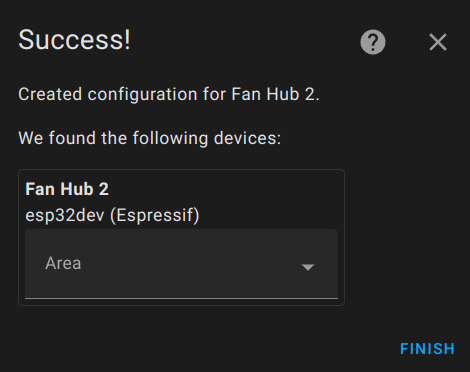 Success!
Created configuration for Fan Hub 2.
We found the following devices:
Fan Hub 2
esp32dev (Espressif)
Area
FINISH